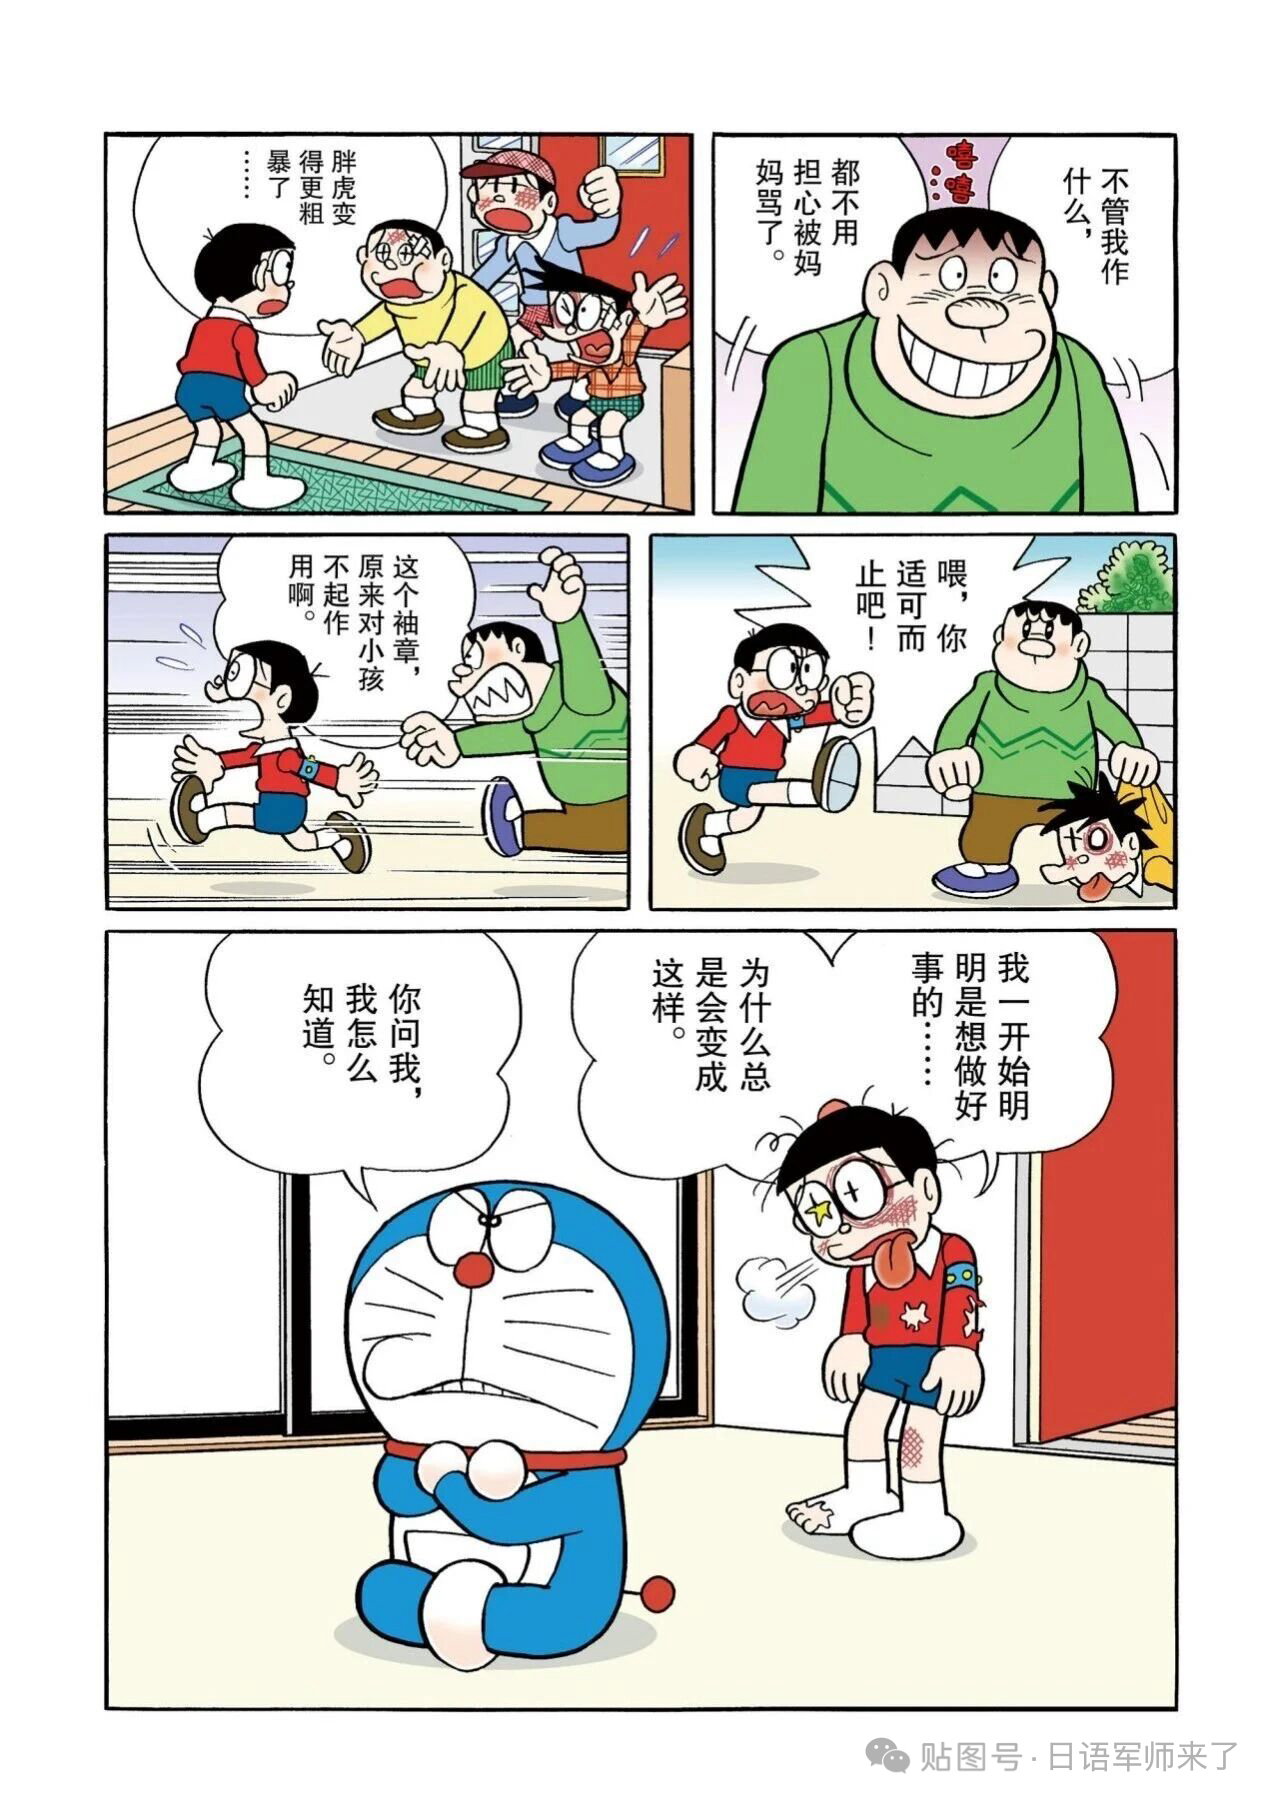 不管我作
什么，
嘻嘻…
都不用
担心被妈
妈骂了。
胖虎变
得更粗
暴了
……
喂，你
适可而
止吧！
这个袖章，
原来对小孩
不起作
用啊。
我一开始明
明是想做好
事的……
为什么总
是会变成
这样。
你问我，
我怎么
知道。
贴图号·日语军师来了